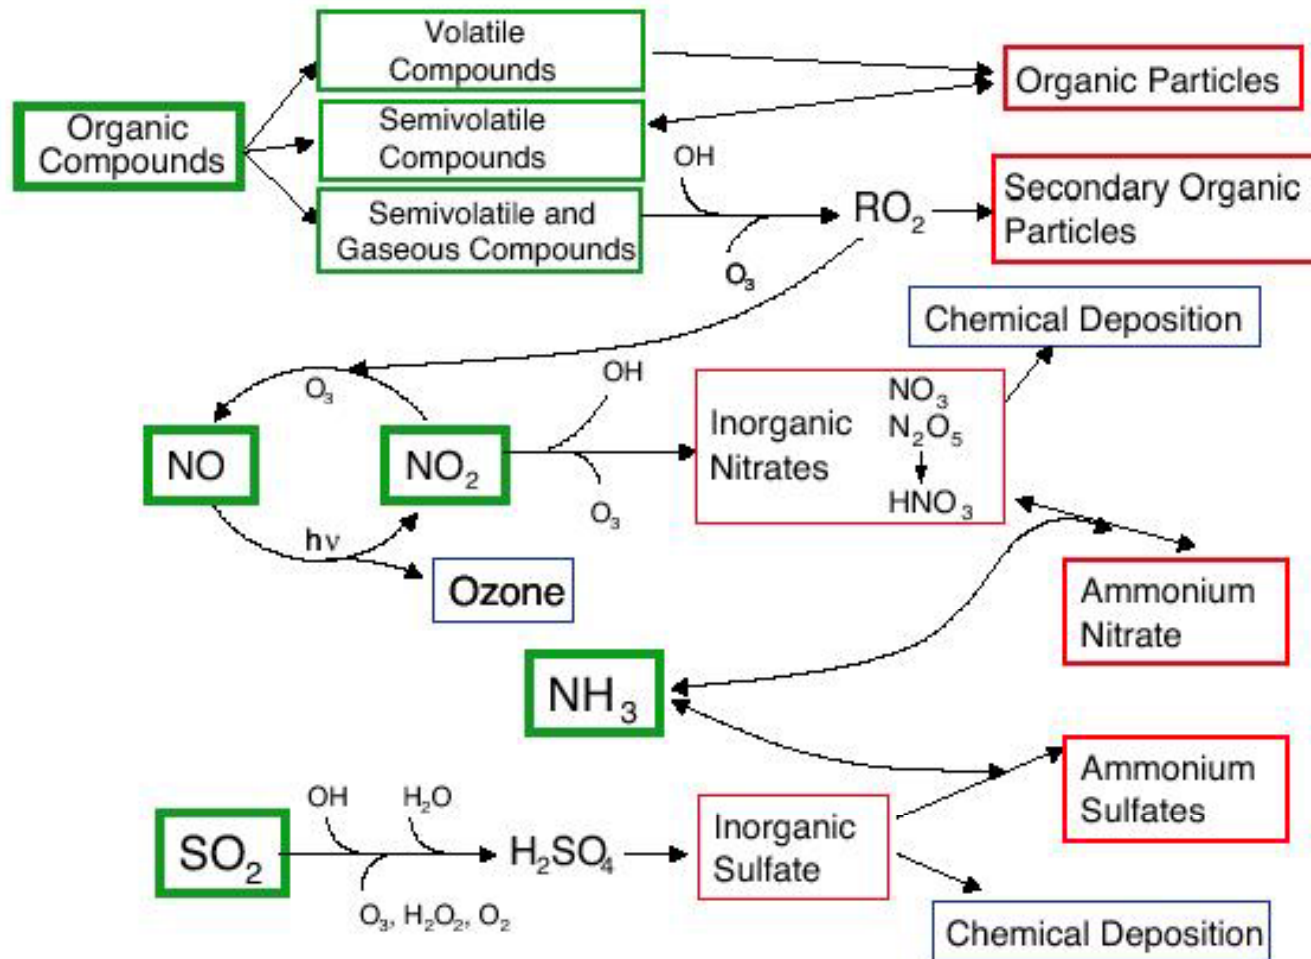 Volatile
Compounds
Organic Particles
Organic
Compounds
Semivolatile
Compounds
OH
Semivolatile and
Gaseous Compounds
RO₂
Secondary Organic
Particles
O₃
Chemical Deposition
O₃
OH
NO
NO₂
Inorganic
Nitrates
NO₃
N₂O₅
HNO₃
O₃
hν
Ozone
Ammonium
Nitrate
NH₃
Ammonium
Sulfates
OH
H₂O
SO₂
H₂SO₄
Inorganic
Sulfate
O₃, H₂O₂, O₂
Chemical Deposition